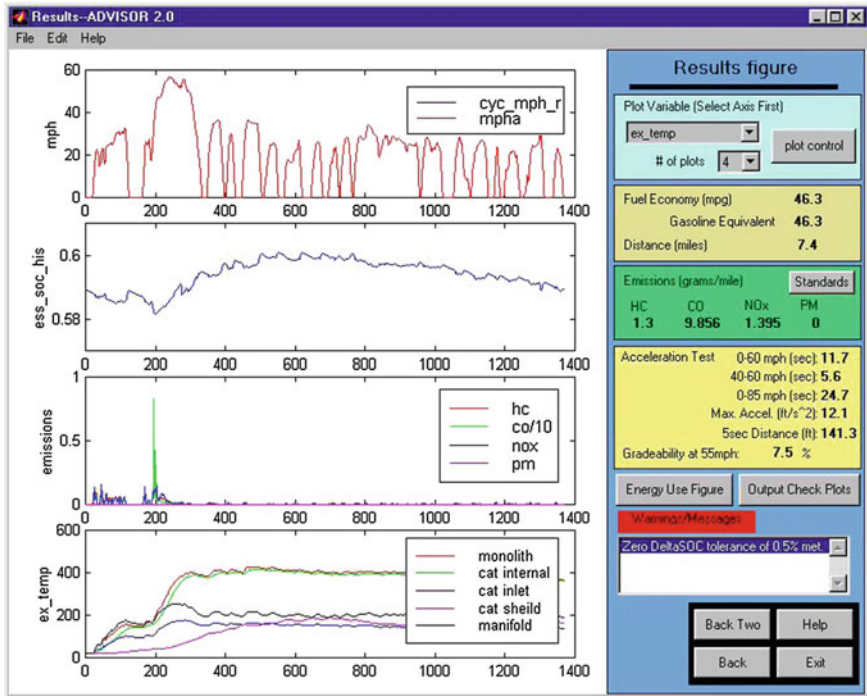 Results--ADVISOR 2.0
File Edit Help
60
40
20
0
mph
cyc_mph_r
mpha
0 200 400 600 800 1000 1200 1400
0.6
0.58
ess_soc_his
0 200 400 600 800 1000 1200 1400
1
0.5
0
emissions
hc
co/10
nox
pm
0 200 400 600 800 1000 1200 1400
600
400
200
0
ex_temp
monolith
cat internal
cat inlet
cat sheild
manifold
0 200 400 600 800 1000 1200 1400
Results figure
Plot Variable (Select Axis First)
ex_temp
# of plots 4
plot control
Fuel Economy (mpg) 46.3
Gasoline Equivalent 46.3
Distance (miles) 7.4
Emissions (grams/mile) Standards
HC CO NOx PM
1.3 9.856 1.395 0
Acceleration Test 0-60 mph (sec): 11.7
40-60 mph (sec): 5.6
0-85 mph (sec): 24.7
Max. Accel. (ft/s^2): 12.1
5sec Distance (ft): 141.3
Gradeability at 55mph: 7.5 %
Energy Use Figure Output Check Plots
Warnings/Messages
Zero DeltaSOC tolerance of 0.5% met.
Back Two Help
Back Exit